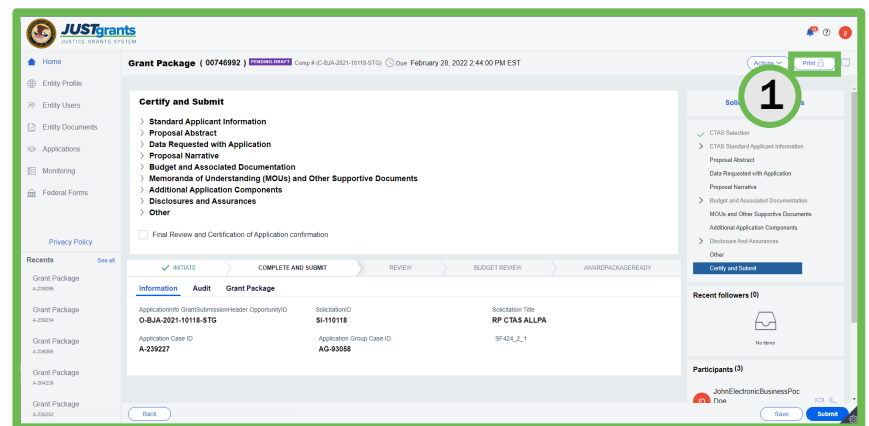 JUSTgrants
JUSTICE GRANTS SYSTEM
Home
Entity Profile
Entity Users
Entity Documents
Applications
Monitoring
Federal Forms
Privacy Policy
Recents See all
Grant Package
A-239299
Grant Package
A-239234
Grant Package
Grant Package
Grant Package
Grant Package ( 00746992 ) PENDING-DRAFT Comp # (C-BJA-2021-10118-STG) Due February 28, 2022 2:44:00 PM EST
Actions Print
1
Certify and Submit
Standard Applicant Information
Proposal Abstract
Data Requested with Application
Proposal Narrative
Budget and Associated Documentation
Memoranda of Understanding (MOUs) and Other Supportive Documents
Additional Application Components
Disclosures and Assurances
Other
Final Review and Certification of Application confirmation
INITIATE COMPLETE AND SUBMIT REVIEW BUDGET REVIEW AWARDPACKAGEREADY
Information Audit Grant Package
ApplicationInfo GrantSubmissionHeader OpportunityID SolicitationID Solicitation Title
O-BJA-2021-10118-STG SI-110118 RP CTAS ALLPA
Application Case ID Application Group Case ID SF424_2_1
A-239227 AG-93058
Back Save Submit
CTAS Selection
CTAS Standard Applicant Information
Proposal Abstract
Data Requested with Application
Proposal Narrative
Budget and Associated Documentation
MOUs and Other Supportive Documents
Additional Application Components
Disclosure And Assurances
Other
Certify and Submit
Recent followers (0)
No items
Participants (3)
JohnElectronicBusinessPoc
Doe